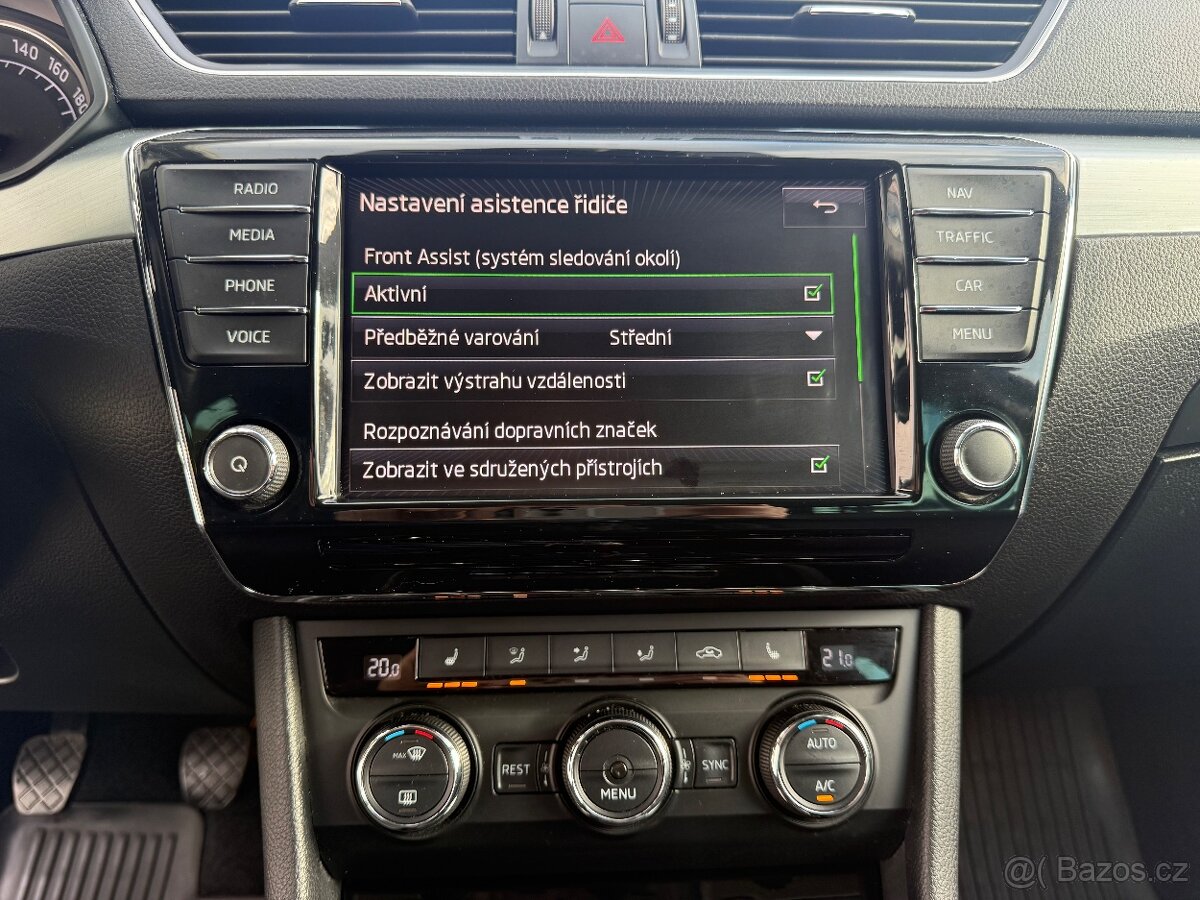 140
160
180
RADIO
MEDIA
PHONE
VOICE
Nastavení asistence řidiče
Front Assist (systém sledování okolí)
Aktivní
Předběžné varování Střední
Zobrazit výstrahu vzdálenosti
Rozpoznávání dopravních značek
Zobrazit ve sdružených přístrojích
NAV
TRAFFIC
CAR
MENU
20.0
21.0
MAX
REST
MENU
SYNC
AUTO
A/C
@( Bazos.cz